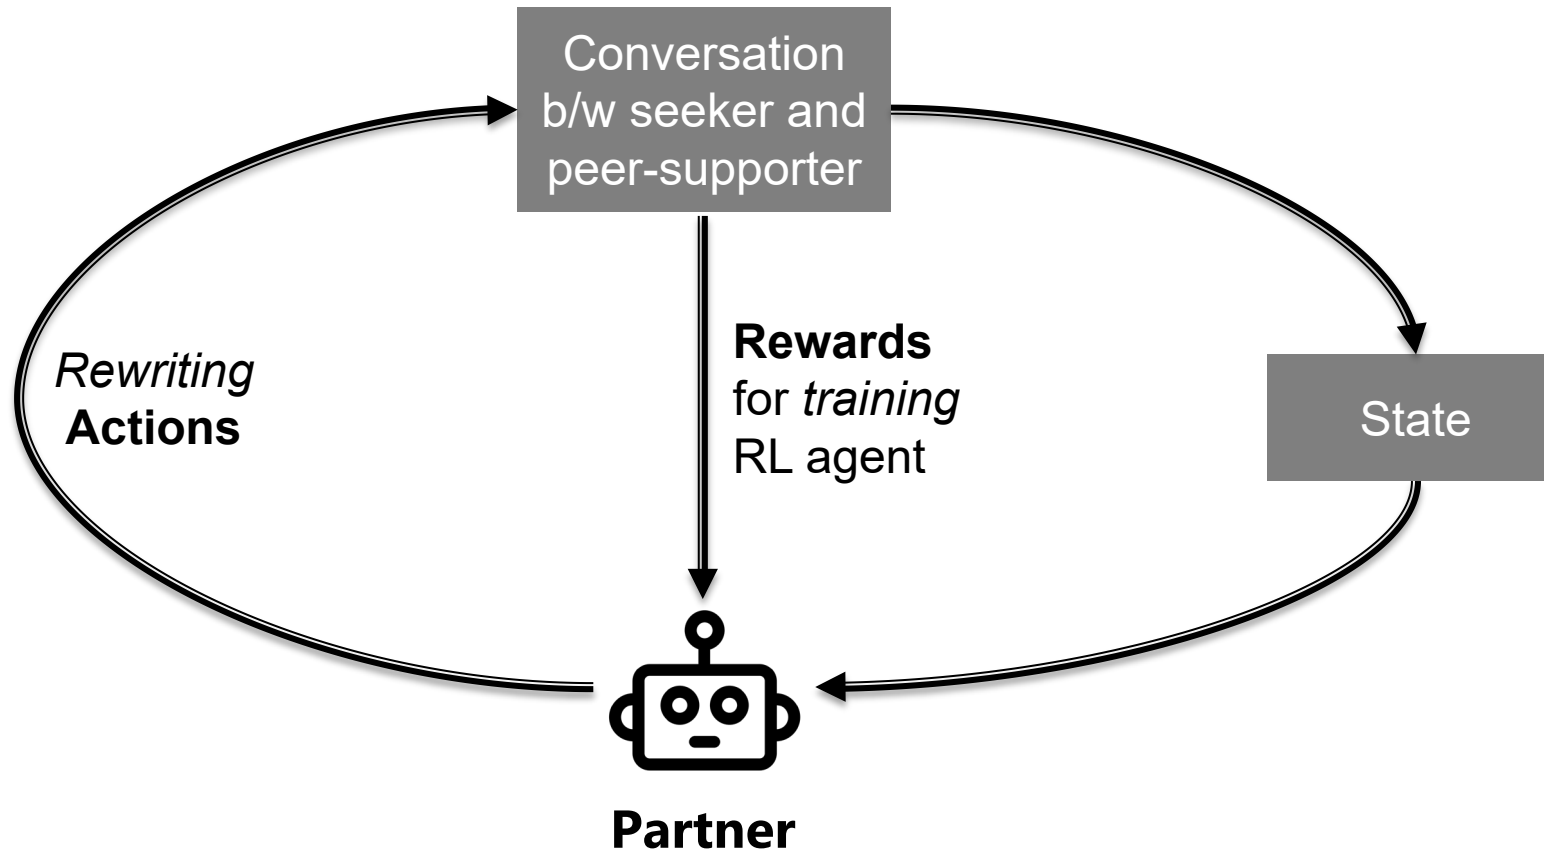 Conversation
b/w seeker and
peer-supporter
Rewriting
Actions
Rewards
for training
RL agent
State
Partner